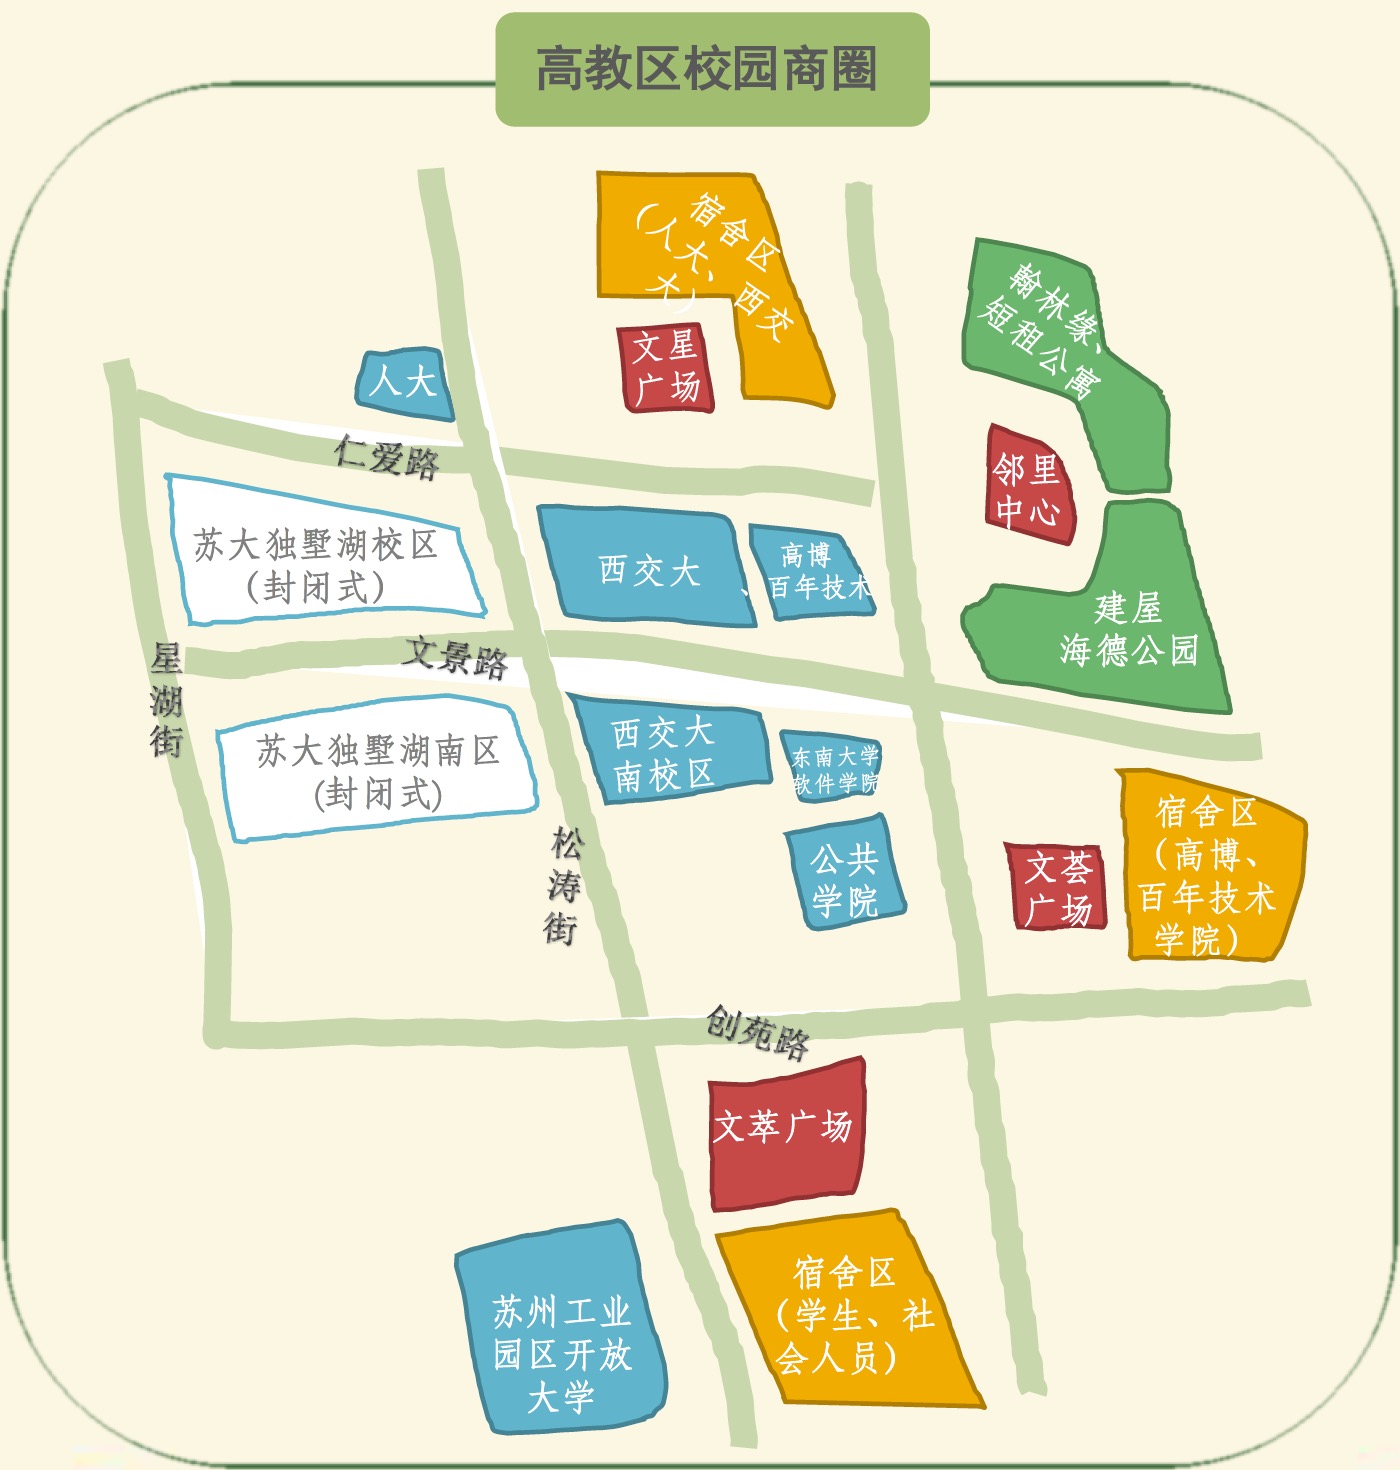 高教区校园商圈
宿舍区
（人大、西交
大）
文星
广场
翰林缘、
短租公寓
人大
仁爱路
邻里
中心
苏大独墅湖校区
（封闭式）
西交大
、
高博
百年技术
建屋
海德公园
文景路
星湖街
苏大独墅湖南区
(封闭式)
西交大
南校区
东南大学
软件学院
松涛街
公共
学院
文荟
广场
宿舍区
（高博、
百年技术
学院）
创苑路
文萃广场
宿舍区
（学生、社
会人员）
苏州工业
园区开放
大学